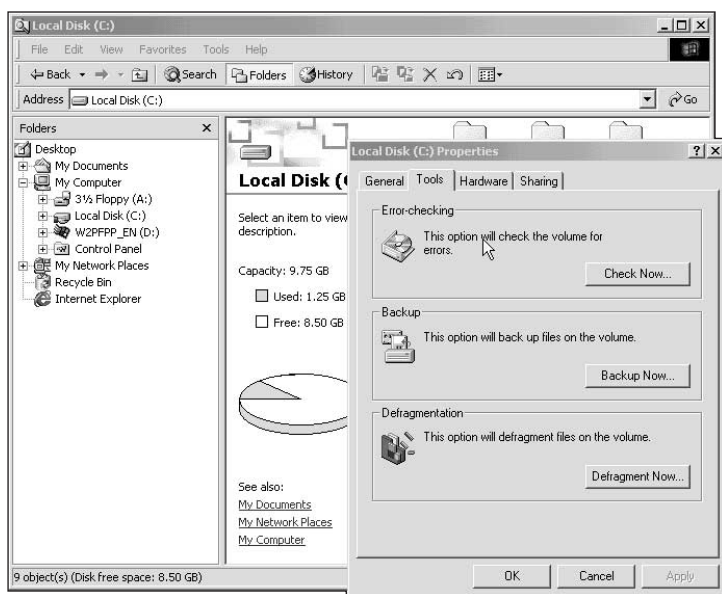 Local Disk (C:)
File Edit View Favorites Tools Help
Back Search Folders History
Address Local Disk (C:) Go
Folders x
Desktop
My Documents
My Computer
3½ Floppy (A:)
Local Disk (C:)
W2PFPP_EN (D:)
Control Panel
My Network Places
Recycle Bin
Internet Explorer
Local Disk (
Select an item to view
description.
Capacity: 9.75 GB
Used: 1.25 GB
Free: 8.50 GB
See also:
My Documents
My Network Places
My Computer
9 object(s) (Disk free space: 8.50 GB)
Local Disk (C:) Properties ? X
General Tools Hardware Sharing
Error-checking
This option will check the volume for
errors.
Check Now...
Backup
This option will back up files on the volume.
Backup Now...
Defragmentation
This option will defragment files on the volume.
Defragment Now...
OK Cancel Apply